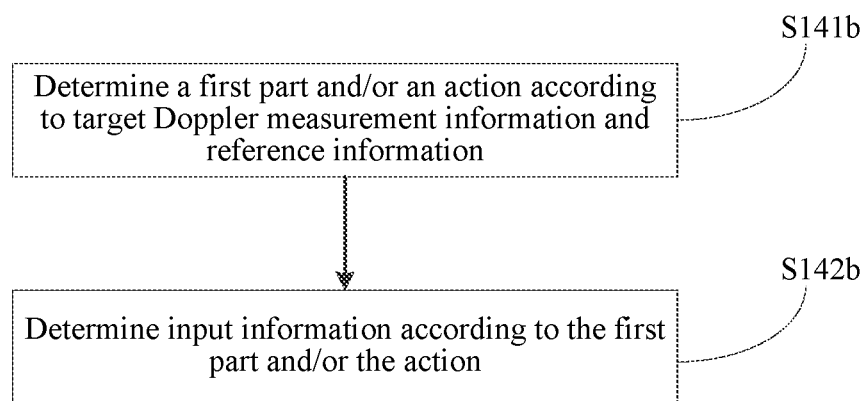 S141b
Determine a first part and/or an action according
to target Doppler measurement information and
reference information
S142b
Determine input information according to the first
part and/or the action